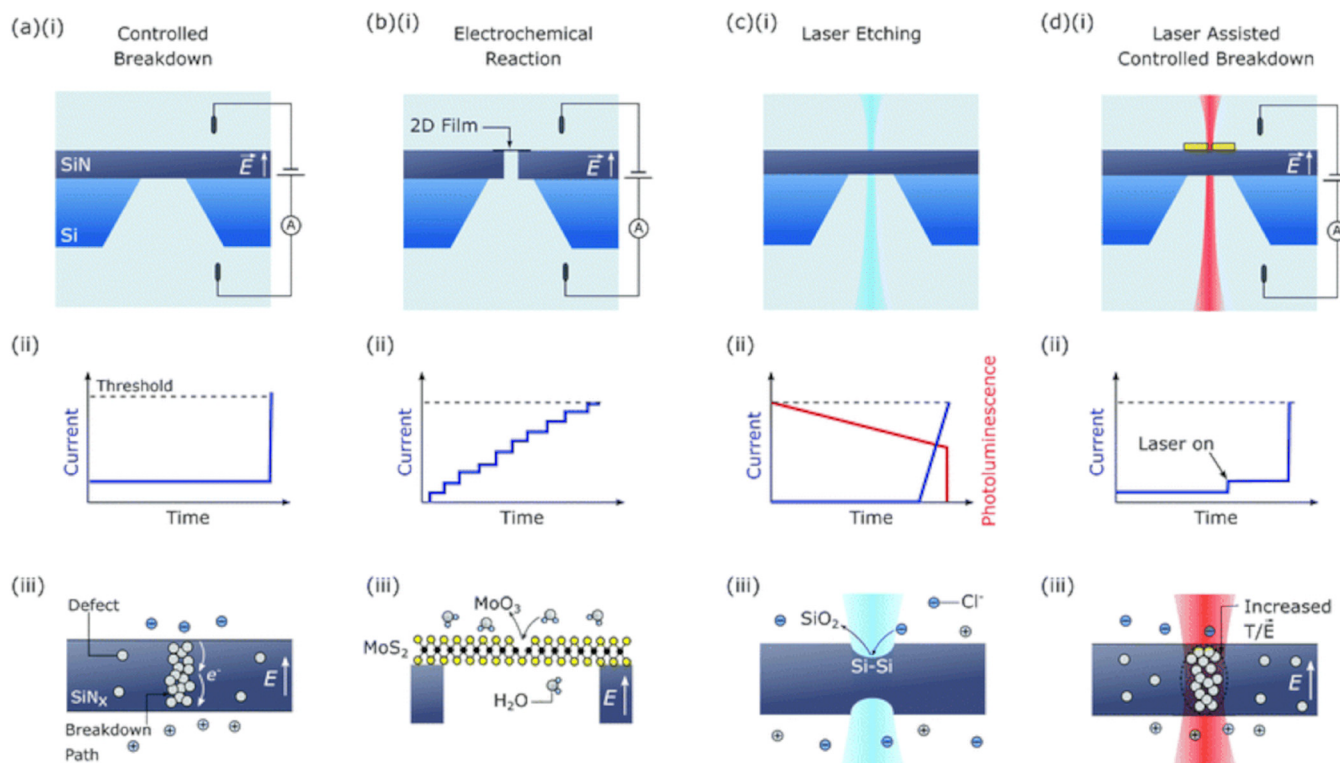 (a)(i)
Controlled
Breakdown
SiN
E
Si
A
(b)(i)
Electrochemical
Reaction
2D Film
E
A
(c)(i)
Laser Etching
(d)(i)
Laser Assisted
Controlled Breakdown
E
A
(ii)
Threshold
Current
Time
(ii)
Current
Time
(ii)
Current
Time
Photoluminescence
(ii)
Laser on
Current
Time
(iii)
Defect
e⁻
E
SiNₓ
Breakdown
Path
(iii)
MoO₃
MoS₂
H₂O
E
(iii)
Cl⁻
SiO₂
Si-Si
(iii)
Increased
T/E
E